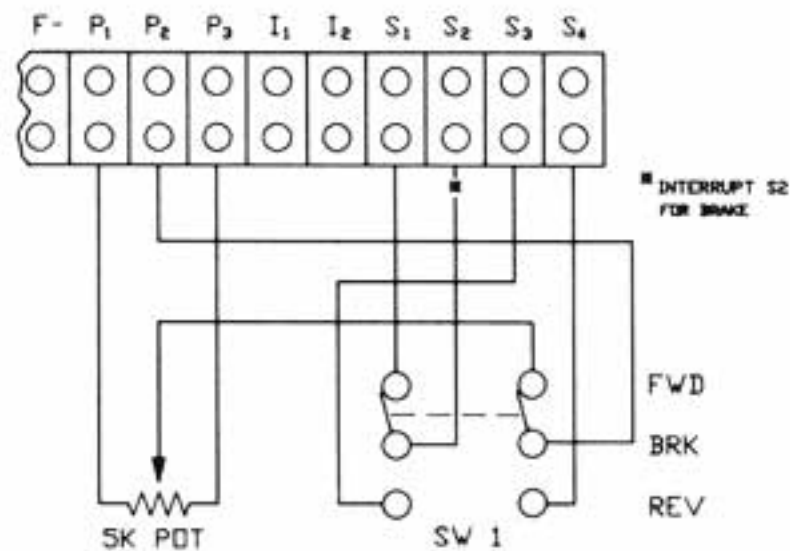 F- P₁ P₂ P₃ I₁ I₂ S₁ S₂ S₃ S₄
INTERRUPT S2
FOR BRAKE
FWD
BRK
REV
5K POT
SW 1